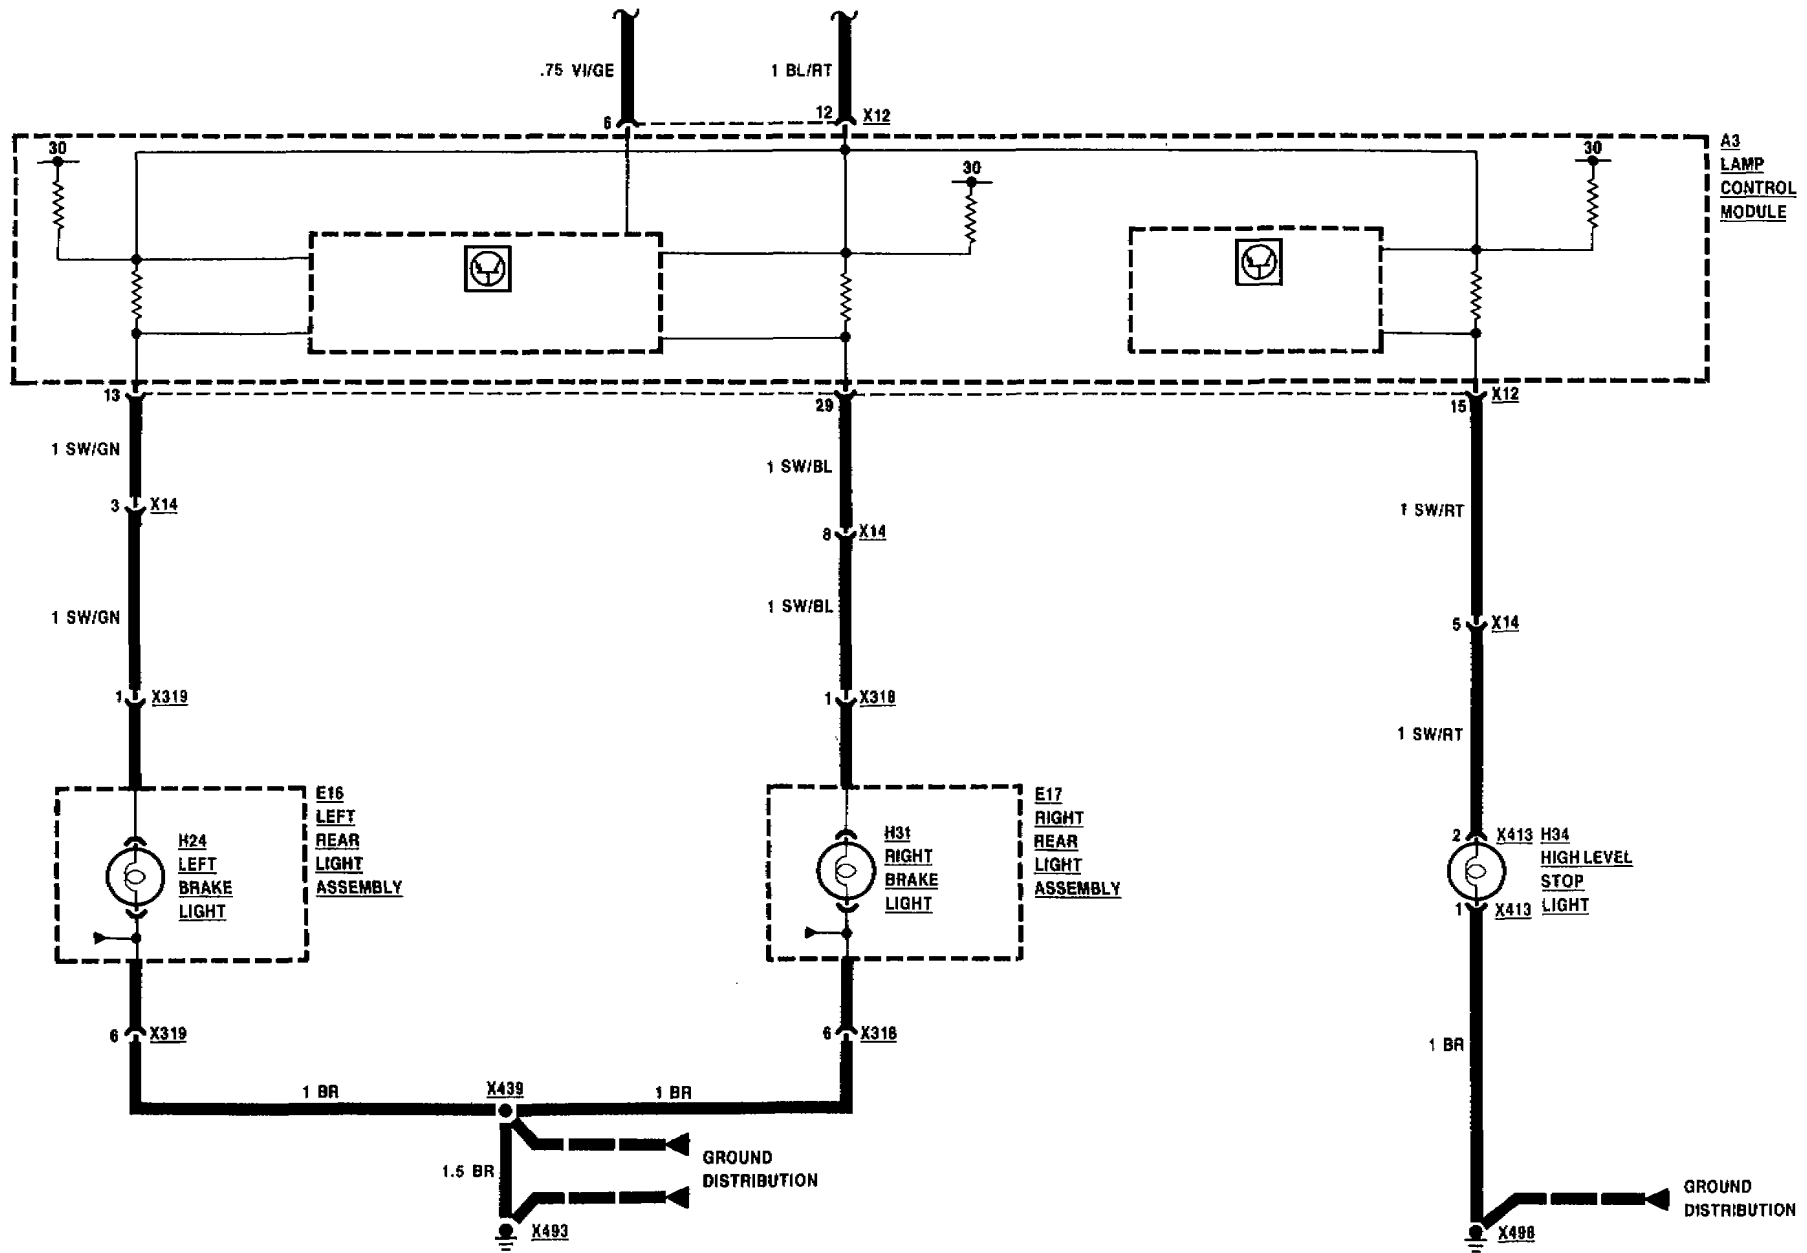 .75 VI/GE
1 BL/RT
6
12
X12
30
30
30
A3
LAMP
CONTROL
MODULE
13
29
15
X12
1 SW/GN
1 SW/BL
1 SW/RT
3
X14
8
X14
5
X14
1 SW/GN
1 SW/BL
1 SW/RT
1
X319
1
X318
E16
LEFT
REAR
LIGHT
ASSEMBLY
H24
LEFT
BRAKE
LIGHT
E17
RIGHT
REAR
LIGHT
ASSEMBLY
H31
RIGHT
BRAKE
LIGHT
2
X413
H34
HIGH LEVEL
STOP
LIGHT
1
X413
6
X319
6
X318
1 BR
1 BR
X439
1 BR
1.5 BR
GROUND
DISTRIBUTION
X493
GROUND
DISTRIBUTION
X498